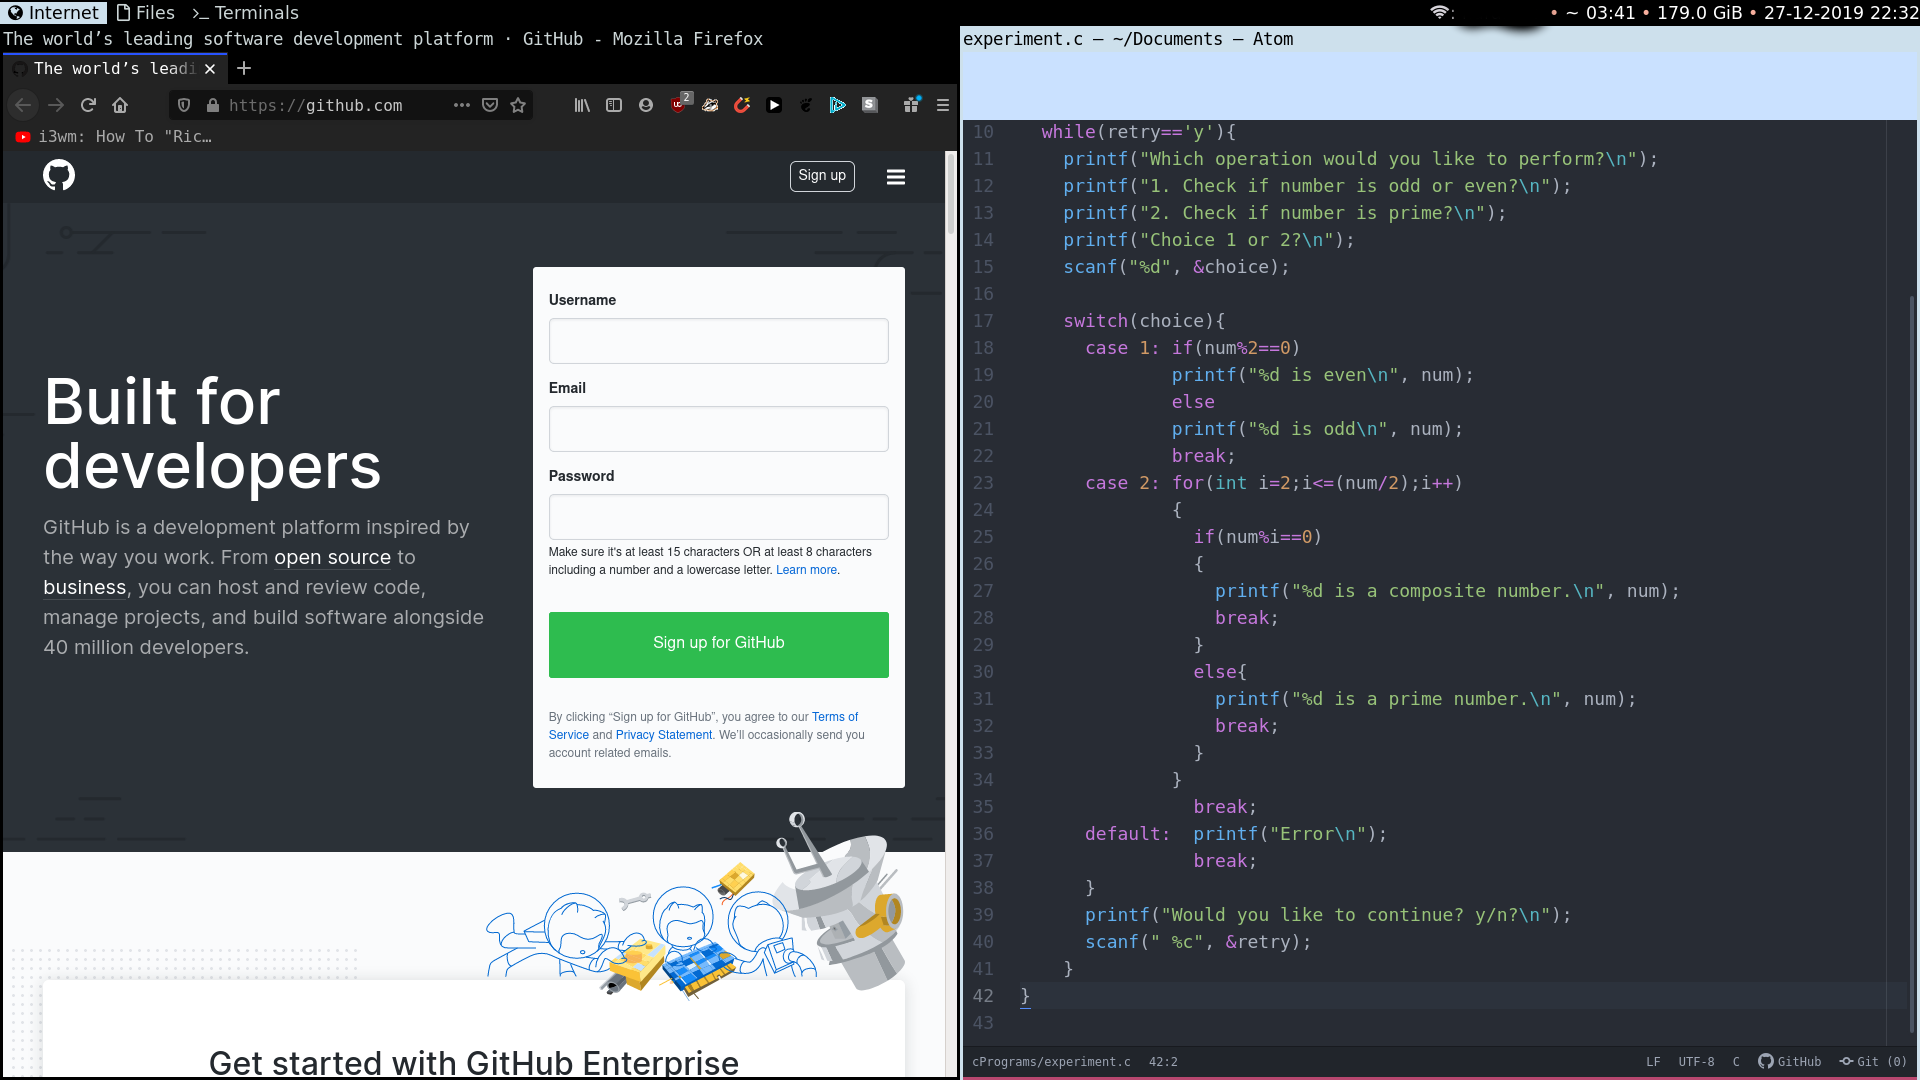 Internet Files >_ Terminals
: • ~ 03:41 • 179.0 GiB • 27-12-2019 22:32
The world’s leading software development platform · GitHub - Mozilla Firefox
The world’s leadi
https://github.com
2
i3wm: How To "Ric…
Sign up
Built for
developers
GitHub is a development platform inspired by
the way you work. From open source to
business, you can host and review code,
manage projects, and build software alongside
40 million developers.
Username
Email
Password
Make sure it's at least 15 characters OR at least 8 characters
including a number and a lowercase letter. Learn more.
Sign up for GitHub
By clicking “Sign up for GitHub”, you agree to our Terms of
Service and Privacy Statement. We’ll occasionally send you
account related emails.
Get started with GitHub Enterprise
experiment.c — ~/Documents — Atom
10 while(retry=='y'){
11 printf("Which operation would you like to perform?\n");
12 printf("1. Check if number is odd or even?\n");
13 printf("2. Check if number is prime?\n");
14 printf("Choice 1 or 2?\n");
15 scanf("%d", &choice);
16
17 switch(choice){
18 case 1: if(num%2==0)
19 printf("%d is even\n", num);
20 else
21 printf("%d is odd\n", num);
22 break;
23 case 2: for(int i=2;i<=(num/2);i++)
24 {
25 if(num%i==0)
26 {
27 printf("%d is a composite number.\n", num);
28 break;
29 }
30 else{
31 printf("%d is a prime number.\n", num);
32 break;
33 }
34 }
35 break;
36 default: printf("Error\n");
37 break;
38 }
39 printf("Would you like to continue? y/n?\n");
40 scanf(" %c", &retry);
41 }
42 }
43
cPrograms/experiment.c 42:2
LF UTF-8 C GitHub Git (0)